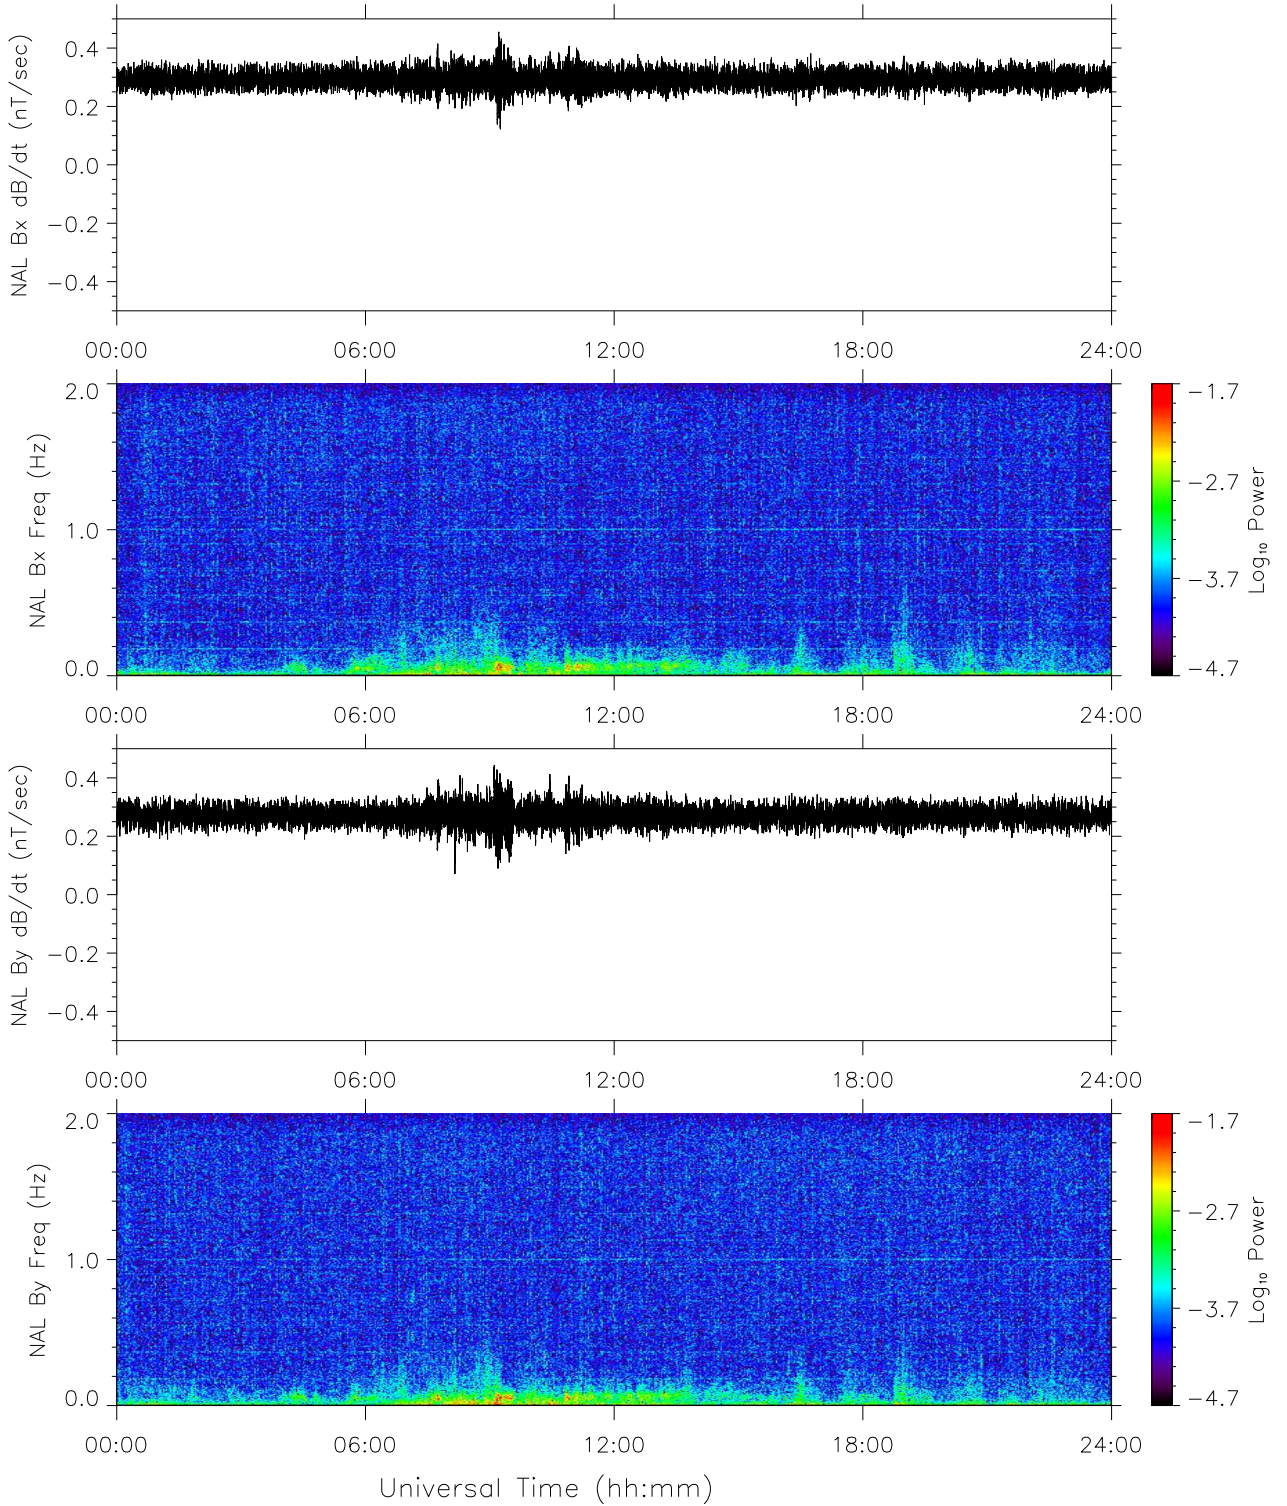 NAL Bx dB/dt (nT/sec)
0.4
0.2
0.0
−0.2
−0.4
00:00 06:00 12:00 18:00 24:00
NAL Bx Freq (Hz)
2.0
1.0
0.0
−1.7
−2.7
−3.7
−4.7
Log₁₀ Power
00:00 06:00 12:00 18:00 24:00
NAL By dB/dt (nT/sec)
0.4
0.2
0.0
−0.2
−0.4
00:00 06:00 12:00 18:00 24:00
NAL By Freq (Hz)
2.0
1.0
0.0
−1.7
−2.7
−3.7
−4.7
Log₁₀ Power
00:00 06:00 12:00 18:00 24:00
Universal Time (hh:mm)